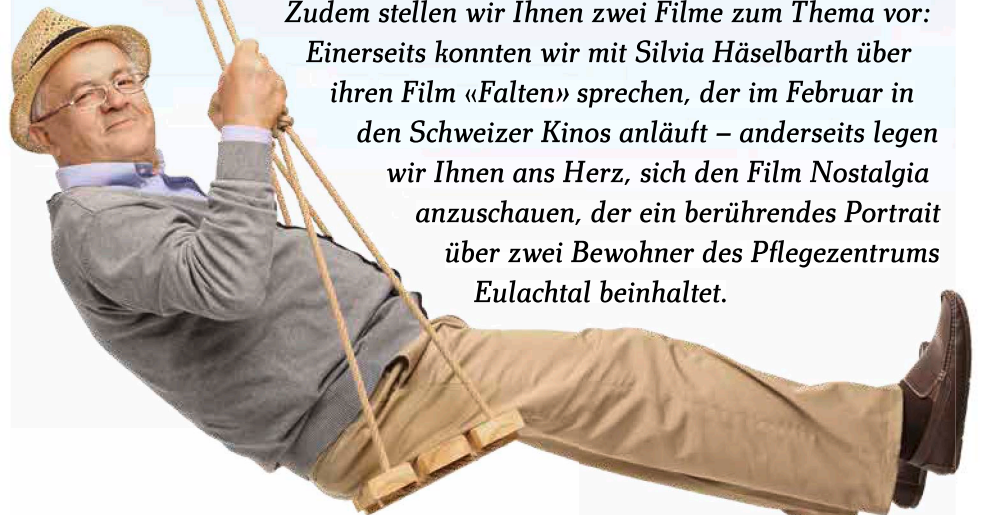 Zudem stellen wir Ihnen zwei Filme zum Thema vor:
Einerseits konnten wir mit Silvia Häselbarth über
ihren Film «Falten» sprechen, der im Februar in
den Schweizer Kinos anläuft – anderseits legen
wir Ihnen ans Herz, sich den Film Nostalgia
anzuschauen, der ein berührendes Portrait
über zwei Bewohner des Pflegezentrums
Eulachtal beinhaltet.